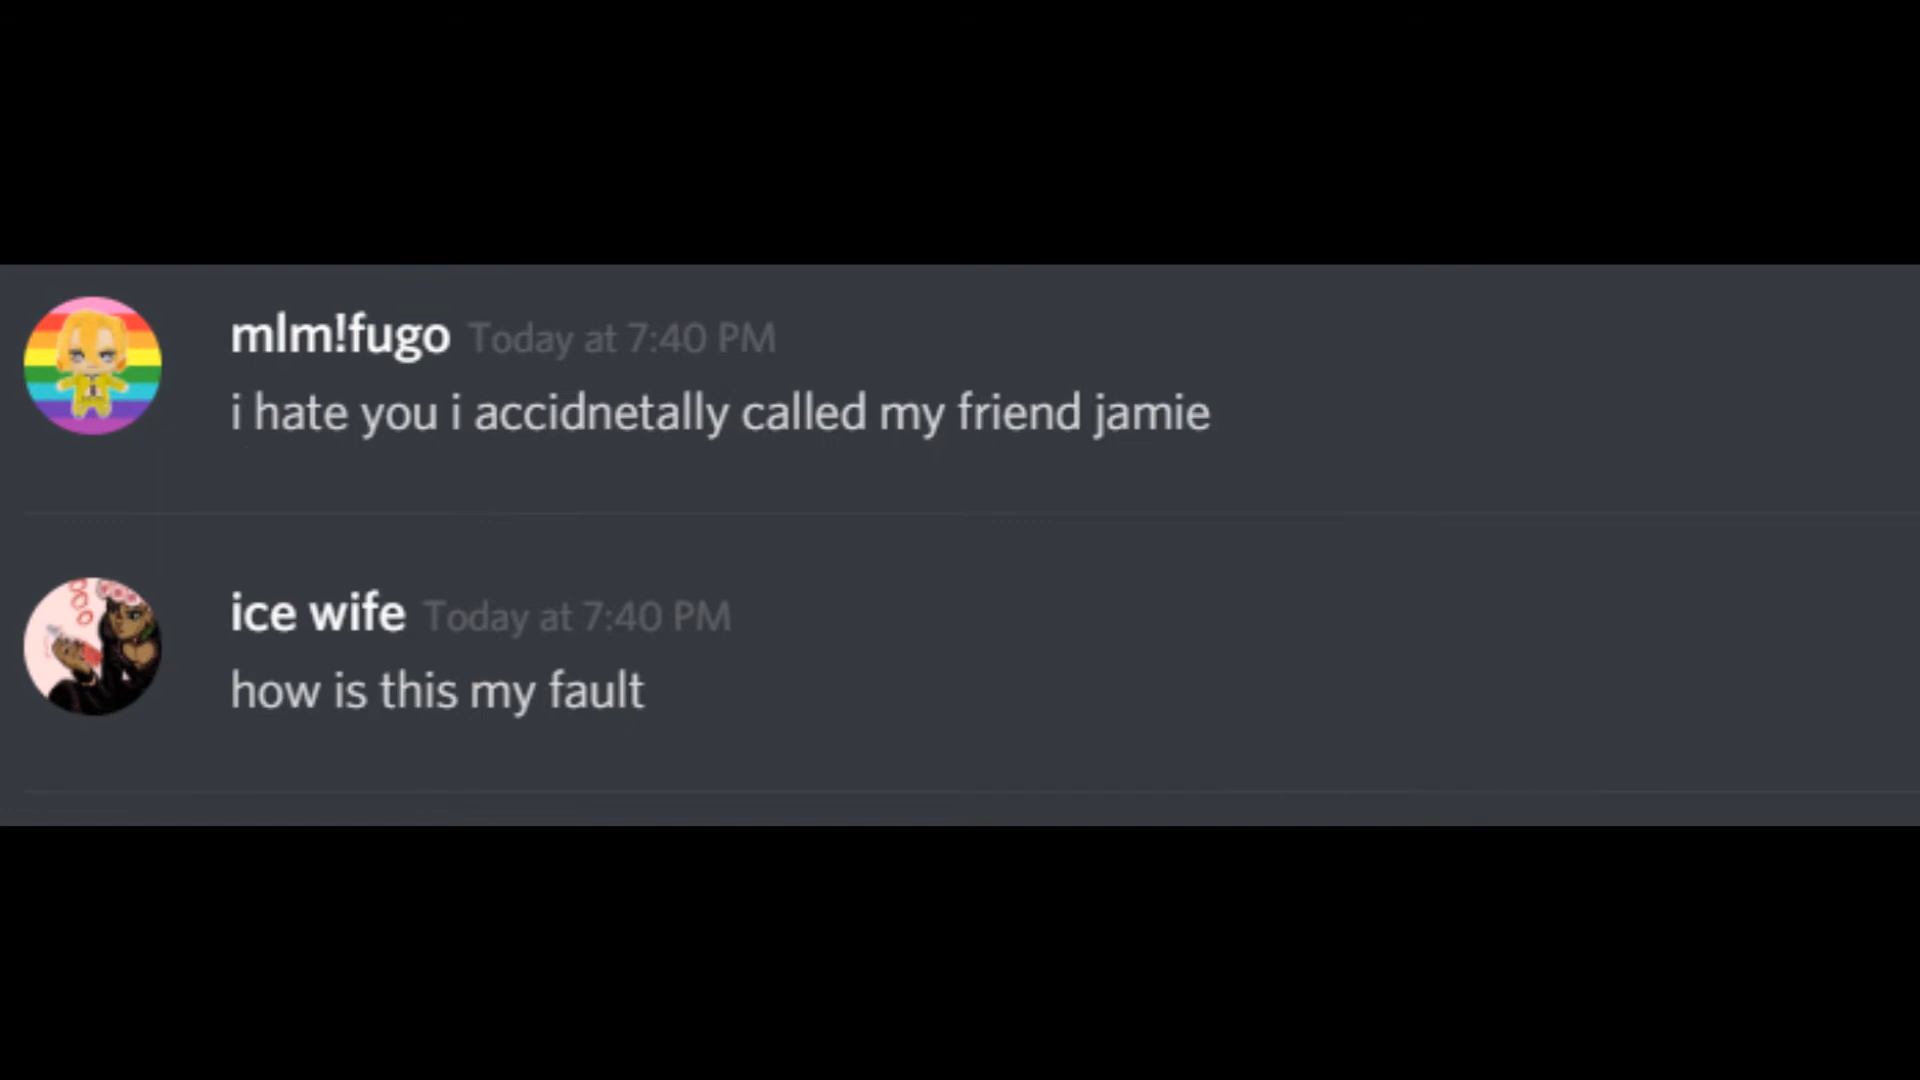 mlm!fugo Today at 7:40 PM
i hate you i accidnetally called my friend jamie
ice wife Today at 7:40 PM
how is this my fault